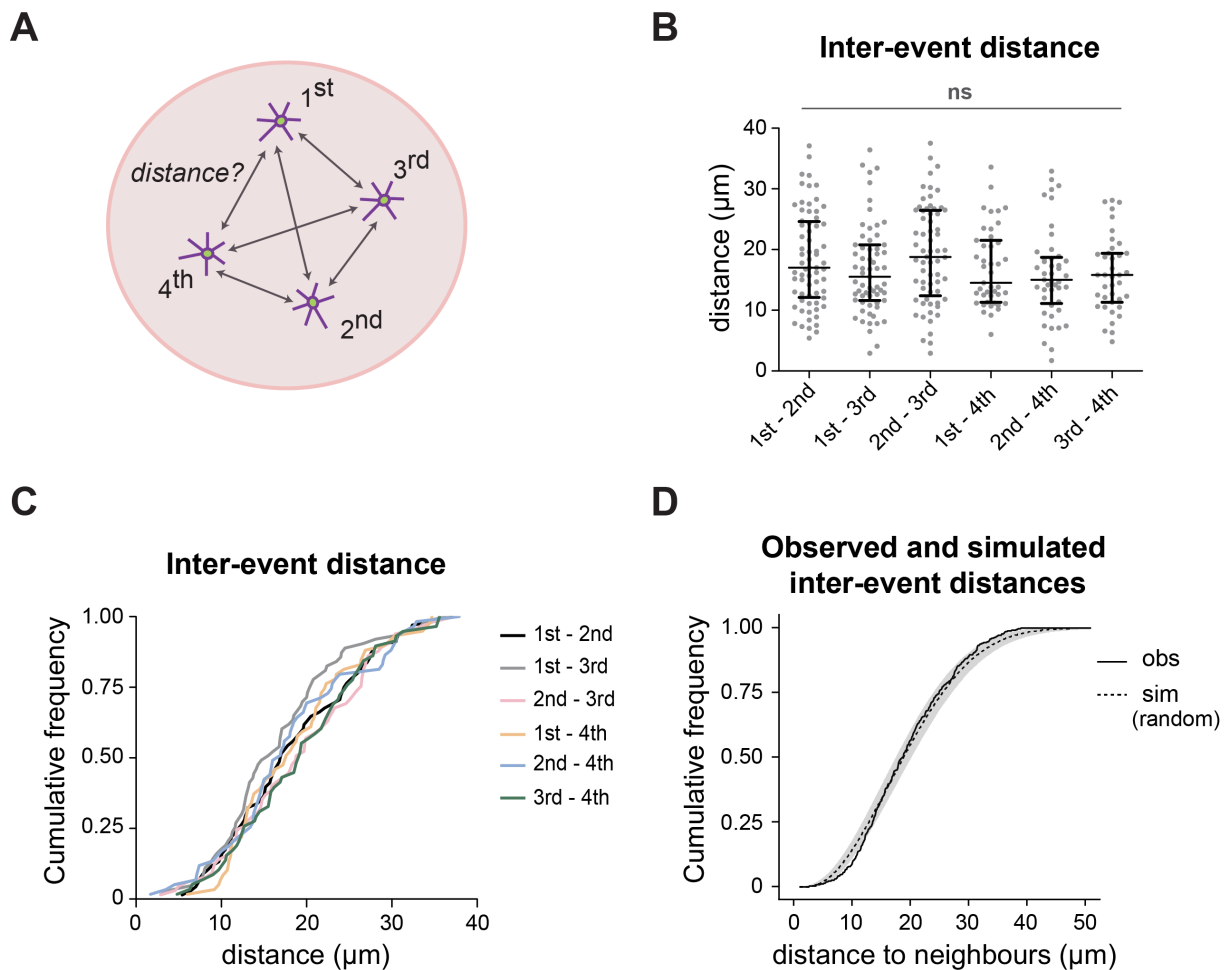 A
1st
distance?
3rd
4th
2nd
B
Inter-event distance
ns
distance (µm)
40
30
20
10
0
1st - 2nd
1st - 3rd
2nd - 3rd
1st - 4th
2nd - 4th
3rd - 4th
C
Inter-event distance
Cumulative frequency
1.00
0.75
0.50
0.25
0
0 10 20 30 40
distance (µm)
1st - 2nd
1st - 3rd
2nd - 3rd
1st - 4th
2nd - 4th
3rd - 4th
D
Observed and simulated
inter-event distances
Cumulative frequency
1.00
0.75
0.50
0.25
0
0 10 20 30 40 50
distance to neighbours (µm)
obs
sim
(random)